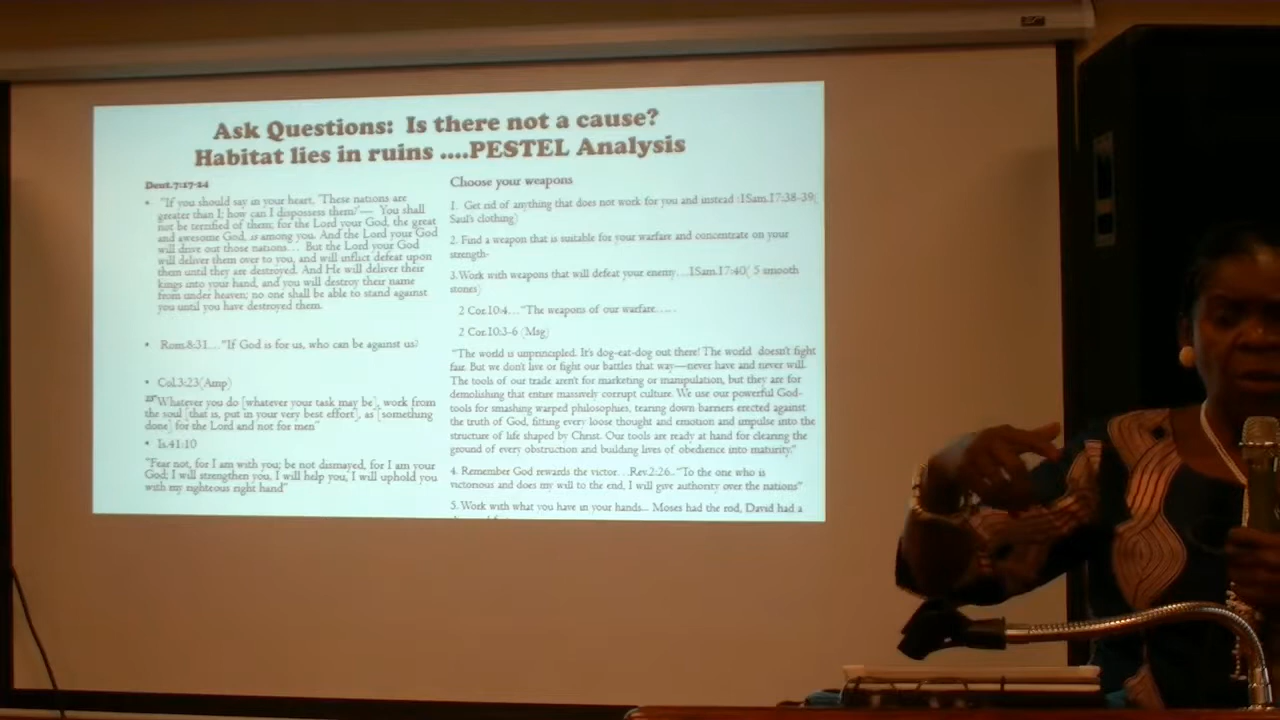 Ask Questions: Is there not a cause?
Habitat lies in ruins ....PESTEL Analysis
Deut.7:17-24
• "If you should say in your heart, 'These nations are
greater than I; how can I dispossess them?'— You shall
not be terrified of them; for the Lord your God, the great
and awesome God, is among you. And the Lord your God
will drive out those nations… But the Lord your God
will deliver them over to you, and will inflict defeat upon
them until they are destroyed. And He will deliver their
kings into your hand, and you will destroy their name
from under heaven; no one shall be able to stand against
you until you have destroyed them.
• Rom.8:31…"If God is for us, who can be against us?
• Col.3:23(Amp)
23"Whatever you do [whatever your task may be], work from
the soul [that is, put in your very best effort], as [something
done] for the Lord and not for men"
• Is.41:10
"Fear not, for I am with you; be not dismayed, for I am your
God; I will strengthen you, I will help you, I will uphold you
with my righteous right hand"
Choose your weapons
1. Get rid of anything that does not work for you and instead :1Sam.17:38-39(
Saul's clothing)
2. Find a weapon that is suitable for your warfare and concentrate on your
strength-
3.Work with weapons that will defeat your enemy…1Sam.17:40( 5 smooth
stones)
2 Cor.10:4…"The weapons of our warfare……
2 Cor.10:3-6 (Msg)
"The world is unprincipled. It's dog-eat-dog out there! The world doesn't fight
fair. But we don't live or fight our battles that way—never have and never will.
The tools of our trade aren't for marketing or manipulation, but they are for
demolishing that entire massively corrupt culture. We use our powerful God-
tools for smashing warped philosophies, tearing down barriers erected against
the truth of God, fitting every loose thought and emotion and impulse into the
structure of life shaped by Christ. Our tools are ready at hand for clearing the
ground of every obstruction and building lives of obedience into maturity."
4. Remember God rewards the victor…Rev.2:26.."To the one who is
victorious and does my will to the end, I will give authority over the nations"
5. Work with what you have in your hands… Moses had the rod, David had a